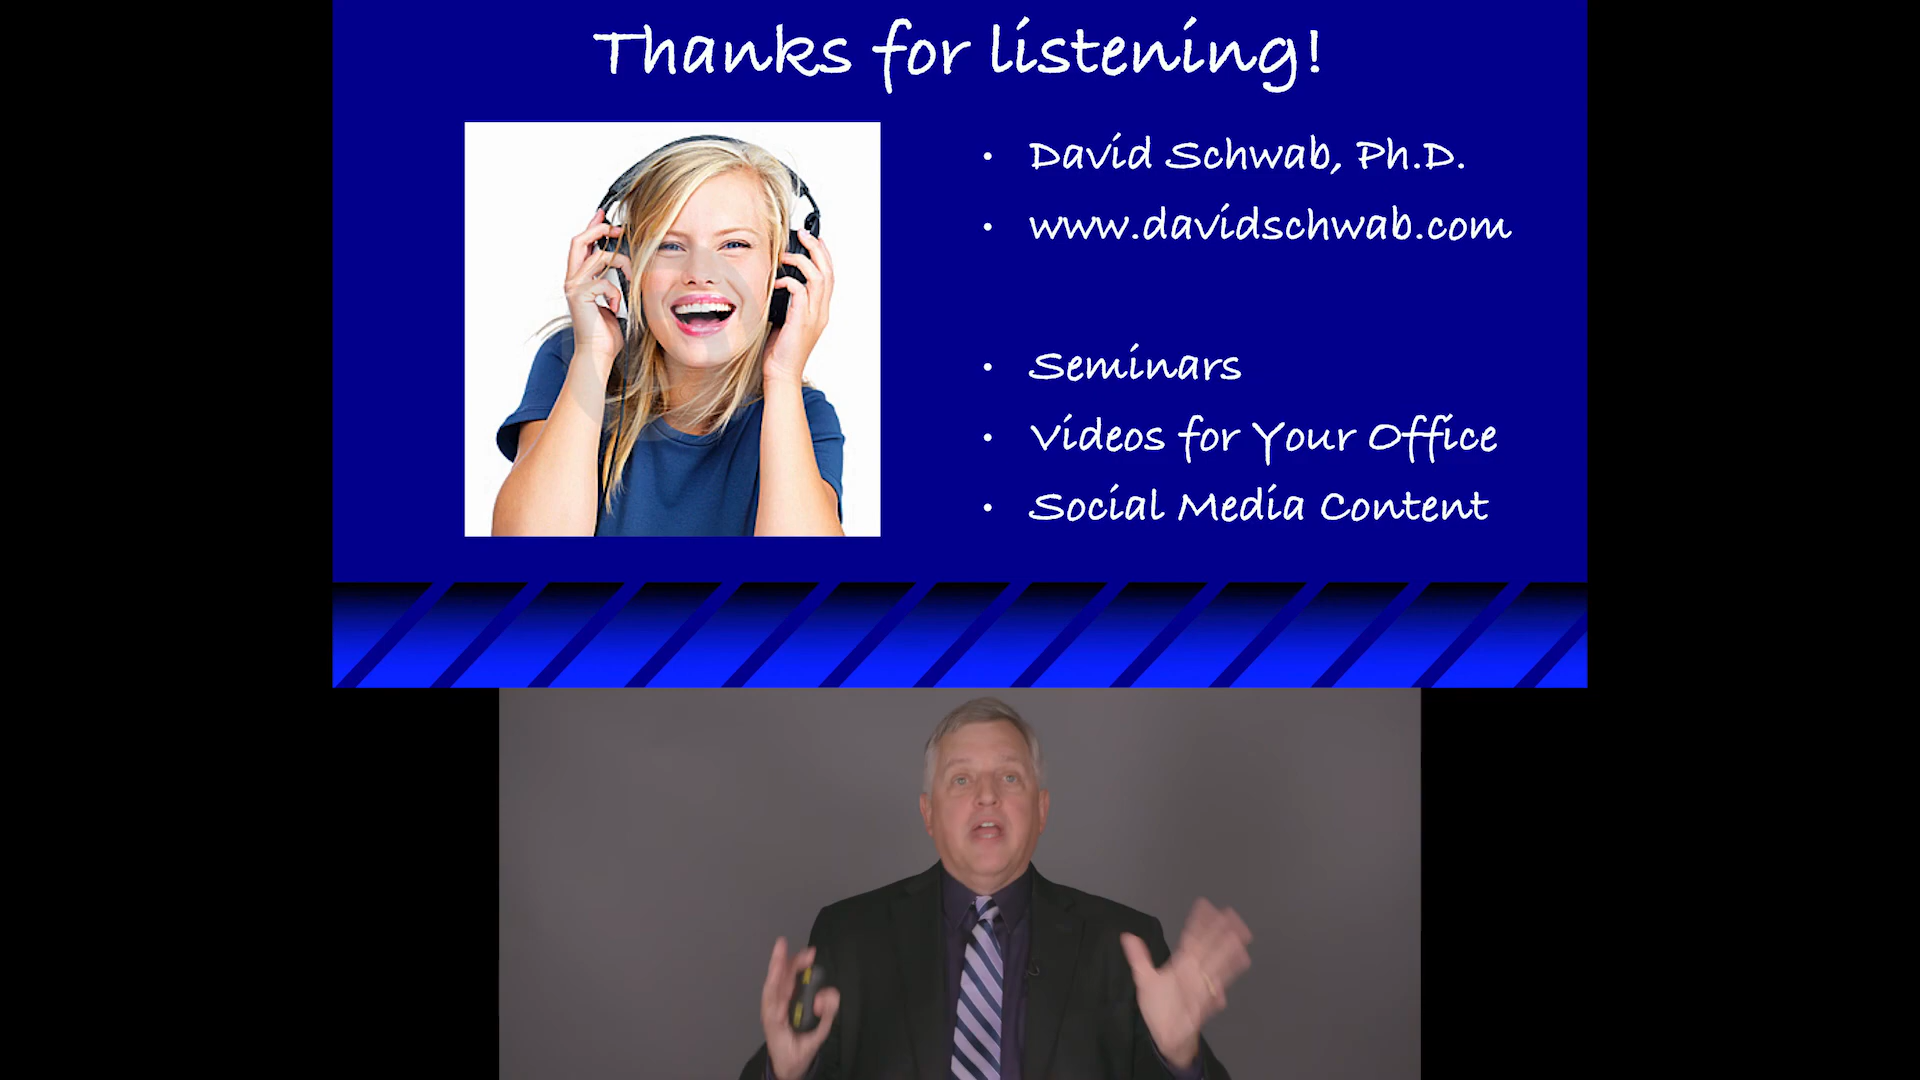 Thanks for listening!
• David Schwab, Ph.D.
• www.davidschwab.com
• Seminars
• Videos for Your Office
• Social Media Content